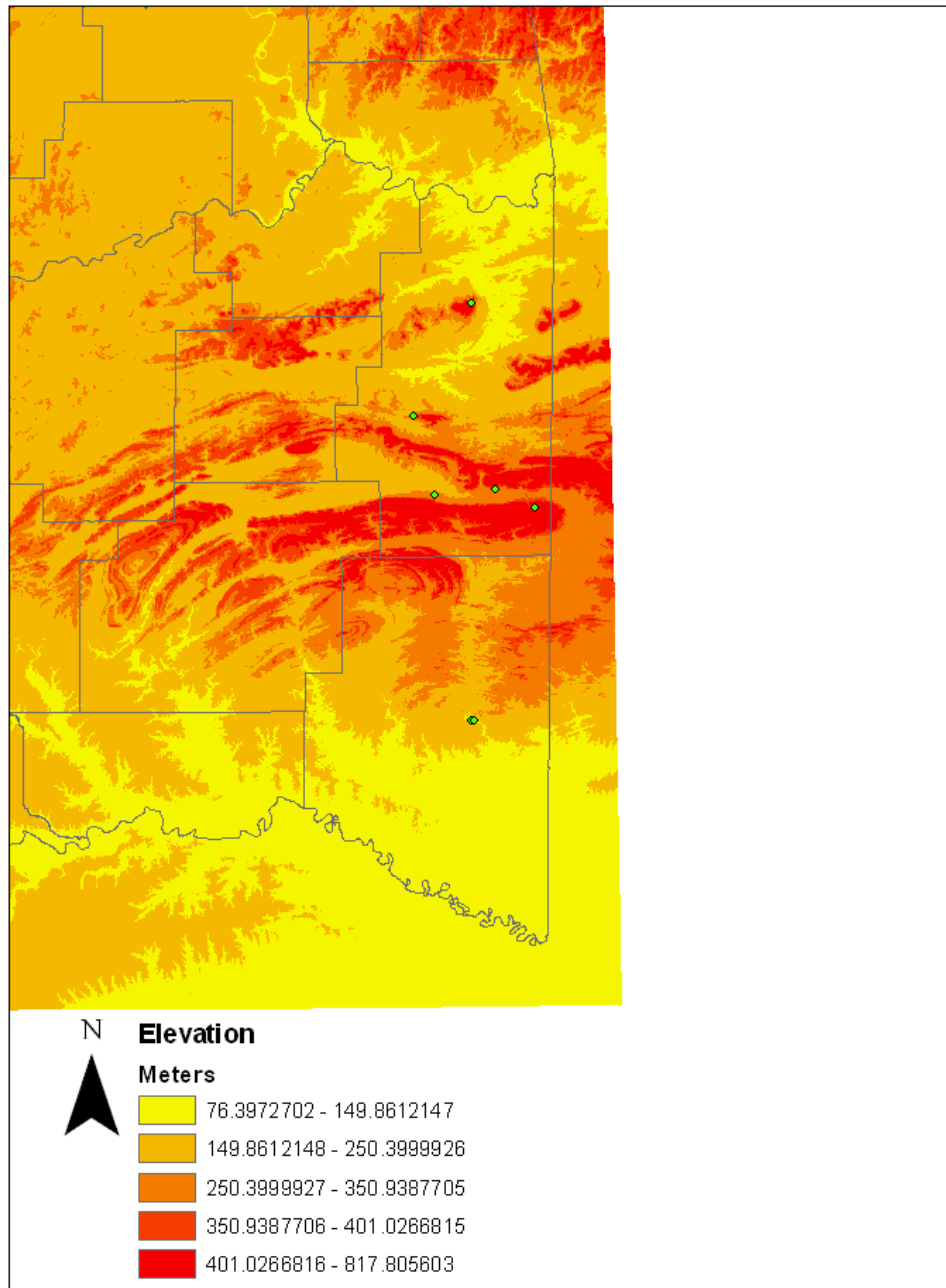 N
Elevation
Meters
76.3972702 - 149.8612147
149.8612148 - 250.3999926
250.3999927 - 350.9387705
350.9387706 - 401.0266815
401.0266816 - 817.805603